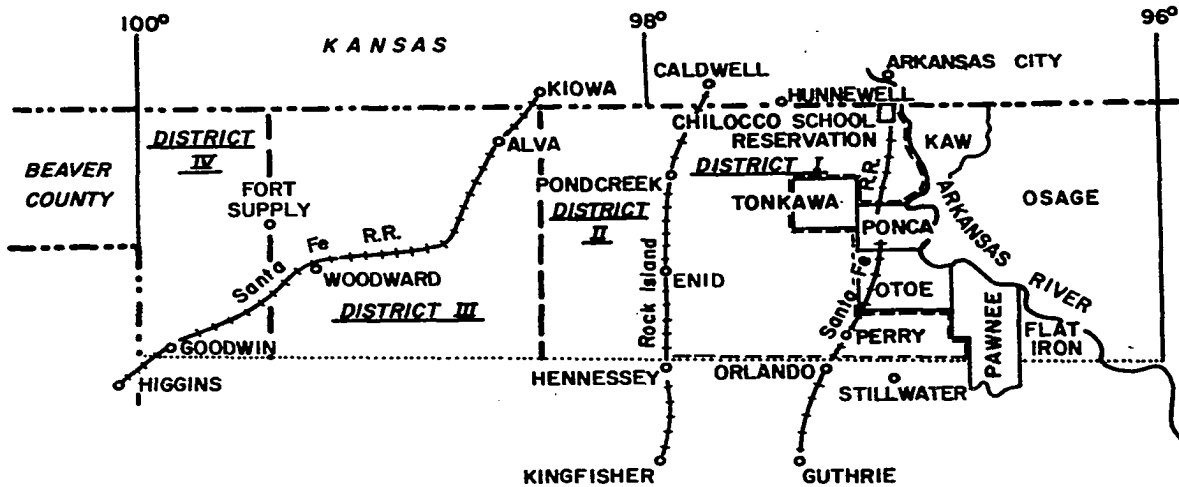 100°
98°
96°
KANSAS
ARKANSAS CITY
CALDWELL
KIOWA
HUNNEWELL
CHILOCCO SCHOOL
RESERVATION
DISTRICT
IV
ALVA
KAW
BEAVER
COUNTY
FORT
SUPPLY
PONDCREEK
DISTRICT
II
DISTRICT I
R.R.
TONKAWA
PONCA
ARKANSAS
RIVER
OSAGE
Santa Fe R.R.
WOODWARD
DISTRICT III
Rock Island
ENID
Santa Fe
OTOE
PERRY
PAWNEE
FLAT
IRON
GOODWIN
HIGGINS
HENNESSEY
ORLANDO
STILLWATER
KINGFISHER
GUTHRIE